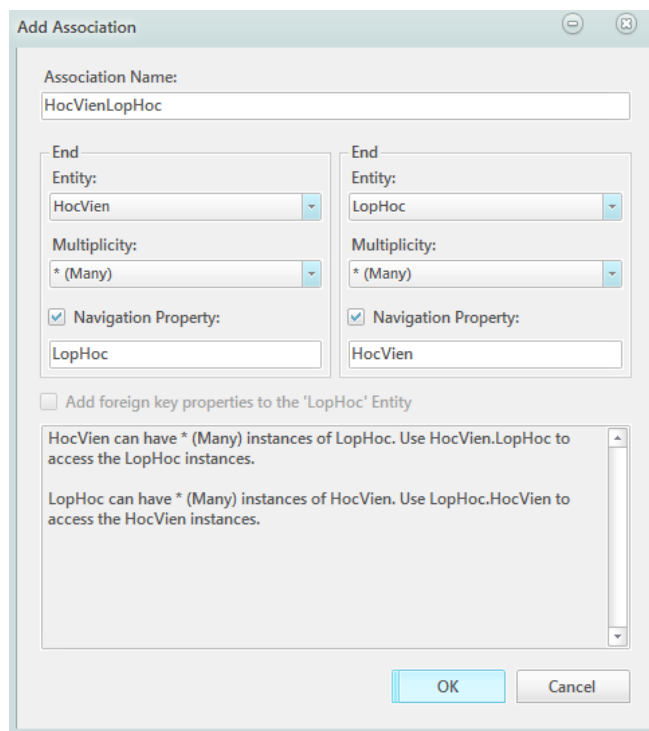 Add Association
Association Name:
HocVienLopHoc
End
Entity:
HocVien
Multiplicity:
* (Many)
Navigation Property:
LopHoc
End
Entity:
LopHoc
Multiplicity:
* (Many)
Navigation Property:
HocVien
Add foreign key properties to the 'LopHoc' Entity
HocVien can have * (Many) instances of LopHoc. Use HocVien.LopHoc to
access the LopHoc instances.
LopHoc can have * (Many) instances of HocVien. Use LopHoc.HocVien to
access the HocVien instances.
OK
Cancel